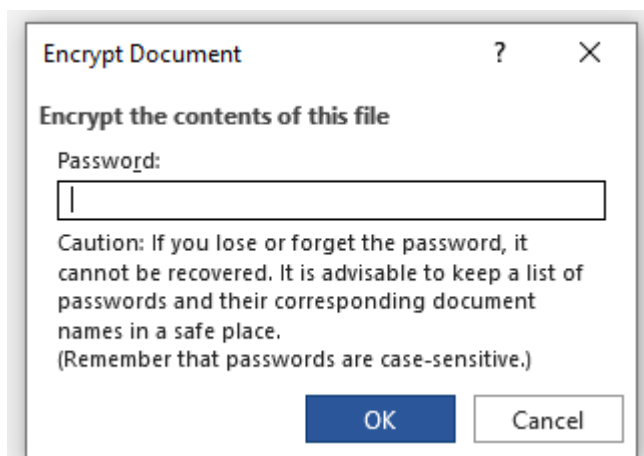 Encrypt Document ?
Encrypt the contents of this file
Password:
Caution: If you lose or forget the password, it
cannot be recovered. It is advisable to keep a list of
passwords and their corresponding document
names in a safe place.
(Remember that passwords are case-sensitive.)
OK Cancel